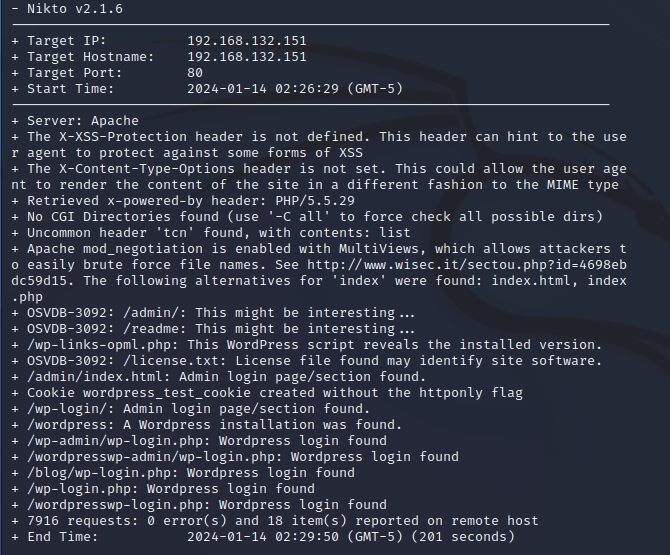 - Nikto v2.1.6
+ Target IP:          192.168.132.151
+ Target Hostname:    192.168.132.151
+ Target Port:        80
+ Start Time:         2024-01-14 02:26:29 (GMT-5)
+ Server: Apache
+ The X-XSS-Protection header is not defined. This header can hint to the use
r agent to protect against some forms of XSS
+ The X-Content-Type-Options header is not set. This could allow the user age
nt to render the content of the site in a different fashion to the MIME type
+ Retrieved x-powered-by header: PHP/5.5.29
+ No CGI Directories found (use '-C all' to force check all possible dirs)
+ Uncommon header 'tcn' found, with contents: list
+ Apache mod_negotiation is enabled with MultiViews, which allows attackers t
o easily brute force file names. See http://www.wisec.it/sectou.php?id=4698eb
dc59d15. The following alternatives for 'index' were found: index.html, index
.php
+ OSVDB-3092: /admin/: This might be interesting...
+ OSVDB-3092: /readme: This might be interesting...
+ /wp-links-opml.php: This WordPress script reveals the installed version.
+ OSVDB-3092: /license.txt: License file found may identify site software.
+ /admin/index.html: Admin login page/section found.
+ Cookie wordpress_test_cookie created without the httponly flag
+ /wp-login/: Admin login page/section found.
+ /wordpress: A Wordpress installation was found.
+ /wp-admin/wp-login.php: Wordpress login found
+ /wordpresswp-admin/wp-login.php: Wordpress login found
+ /blog/wp-login.php: Wordpress login found
+ /wp-login.php: Wordpress login found
+ /wordpresswp-login.php: Wordpress login found
+ 7916 requests: 0 error(s) and 18 item(s) reported on remote host
+ End Time:           2024-01-14 02:29:50 (GMT-5) (201 seconds)